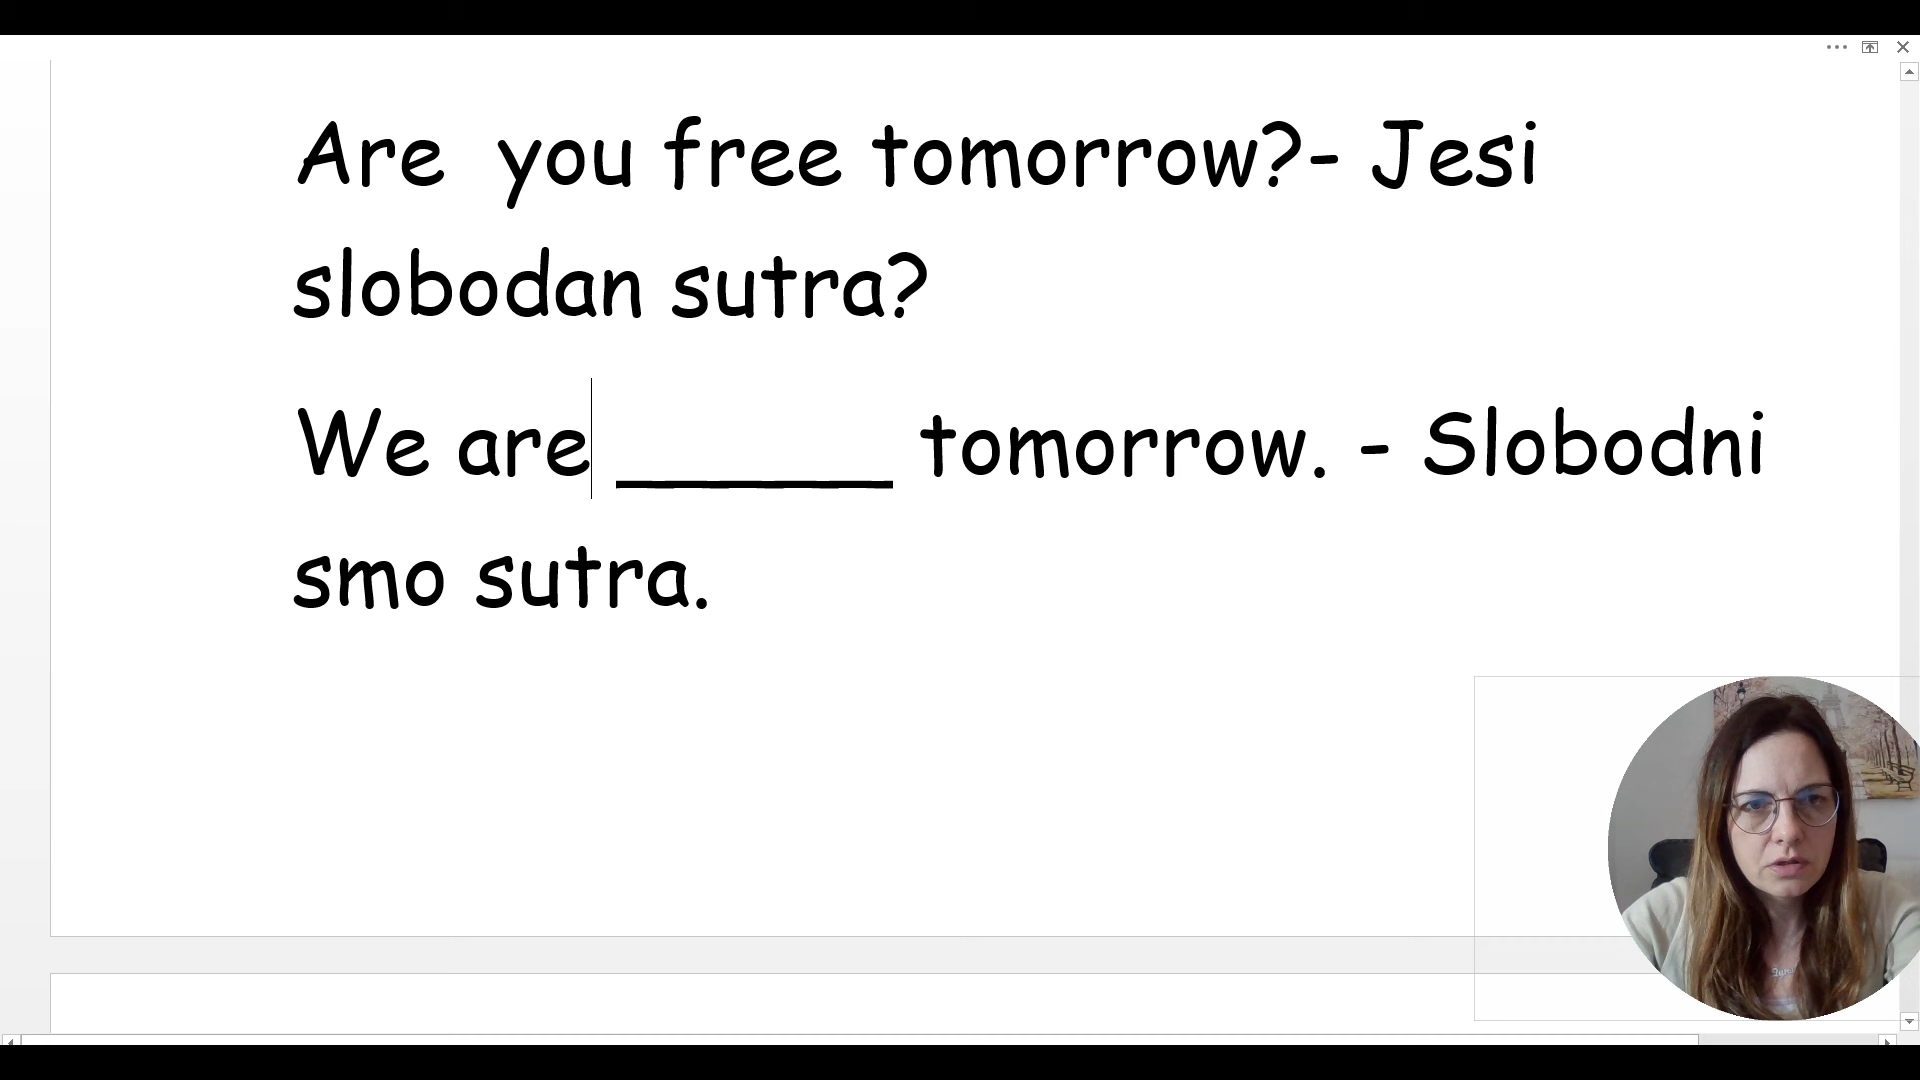 Are you free tomorrow?- Jesi
slobodan sutra?
We are ______ tomorrow. - Slobodni
smo sutra.